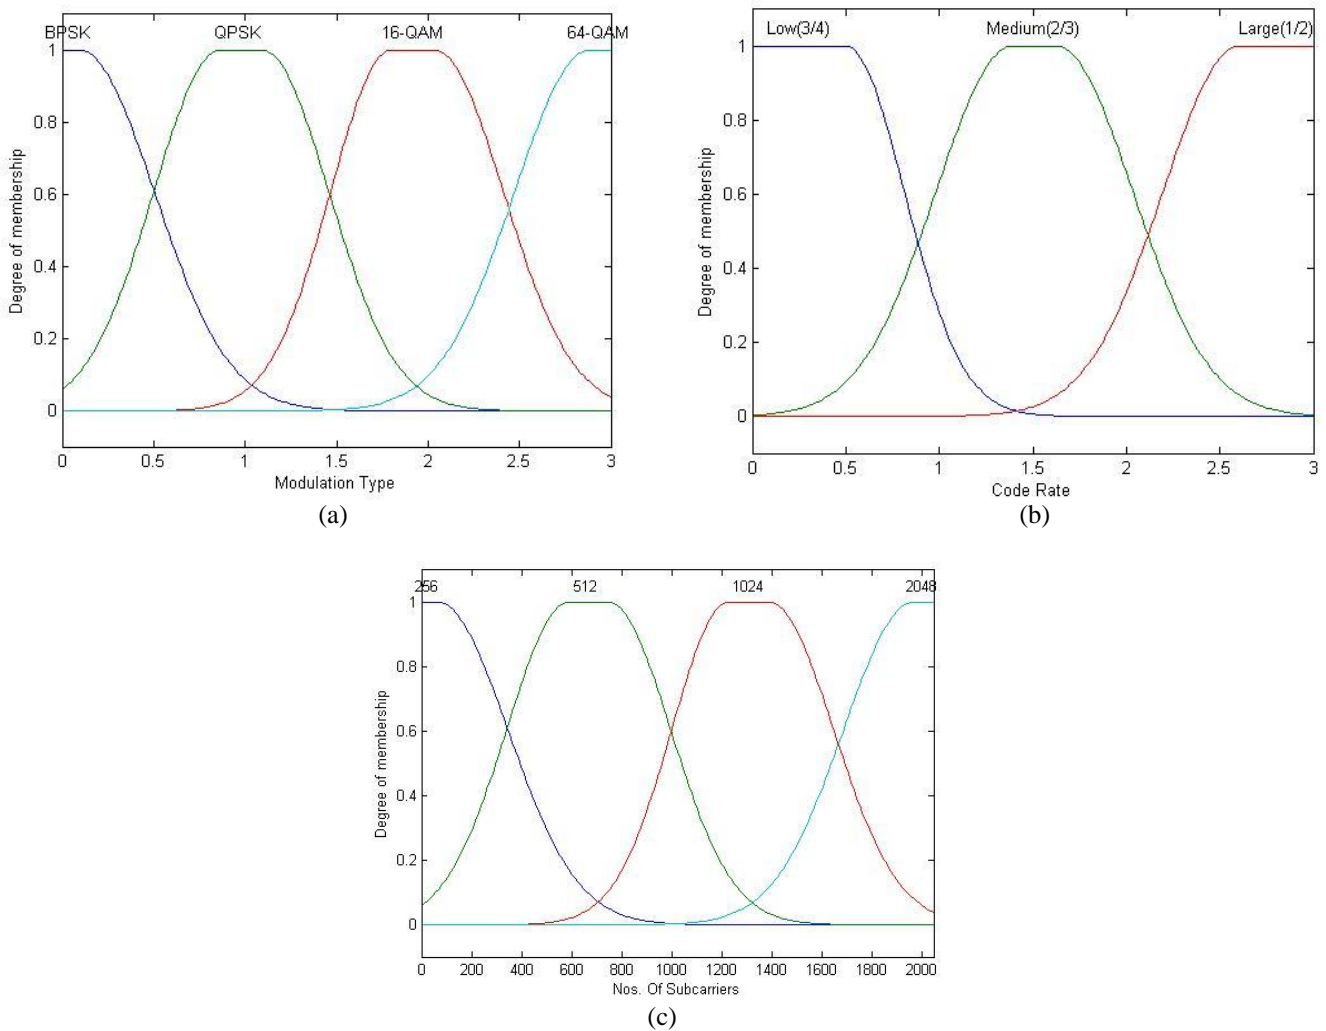 BPSK QPSK 16-QAM 64-QAM
1
0.8
0.6
0.4
0.2
0
Degree of membership
0 0.5 1 1.5 2 2.5 3
Modulation Type
(a)
Low(3/4) Medium(2/3) Large(1/2)
1
0.8
0.6
0.4
0.2
0
Degree of membership
0 0.5 1 1.5 2 2.5 3
Code Rate
(b)
256 512 1024 2048
1
0.8
0.6
0.4
0.2
0
Degree of membership
0 200 400 600 800 1000 1200 1400 1600 1800 2000
Nos. Of Subcarriers
(c)